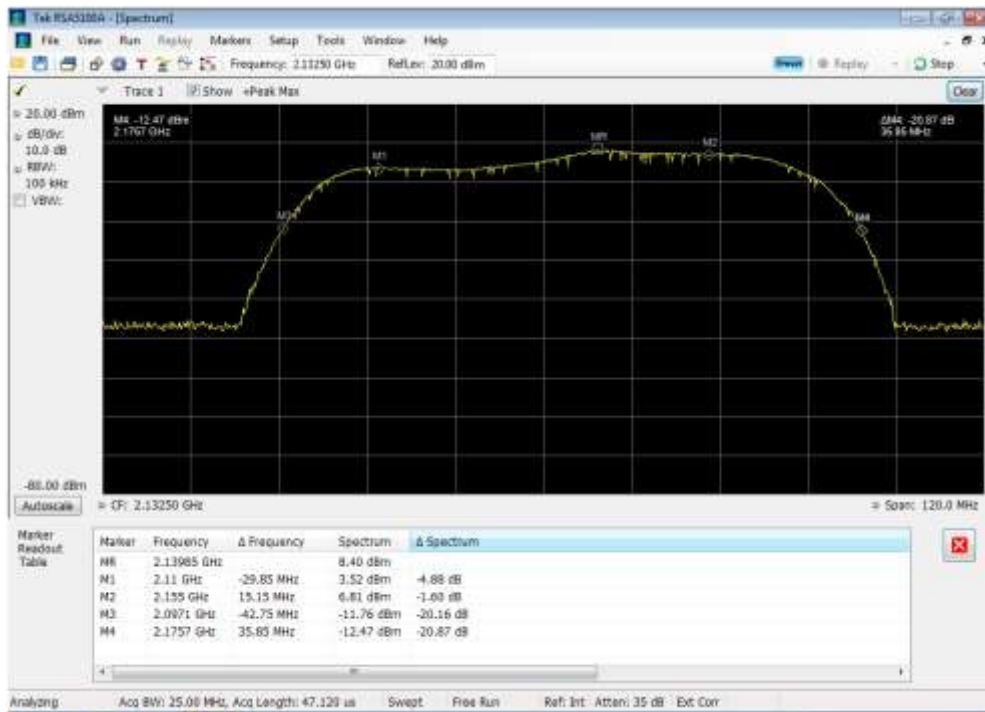 Tek RSA5100A - [Spectrum]
File View Run Replay Markers Setup Tools Window Help
Frequency: 2.13250 GHz RefLev: 20.00 dBm Preset Replay Stop
Trace 1 Show +Peak Max Clear
20.00 dBm
dB/div:
10.0 dB
RBW:
100 kHz
VBW:
-80.00 dBm
M4: -12.47 dBm
2.1757 GHz
ΔM4: -20.87 dB
35.85 MHz
M1
MR
M2
M3
M4
Autoscale CF: 2.13250 GHz Span: 120.0 MHz
Marker
Readout
Table
Marker Frequency Δ Frequency Spectrum Δ Spectrum
MR 2.13985 GHz 8.40 dBm
M1 2.11 GHz -29.85 MHz 3.52 dBm -4.88 dB
M2 2.155 GHz 15.15 MHz 6.81 dBm -1.60 dB
M3 2.0971 GHz -42.75 MHz -11.76 dBm -20.16 dB
M4 2.1757 GHz 35.85 MHz -12.47 dBm -20.87 dB
Analyzing Acq BW: 25.00 MHz, Acq Length: 47.120 us Swept Free Run Ref: Int Atten: 35 dB Ext Corr